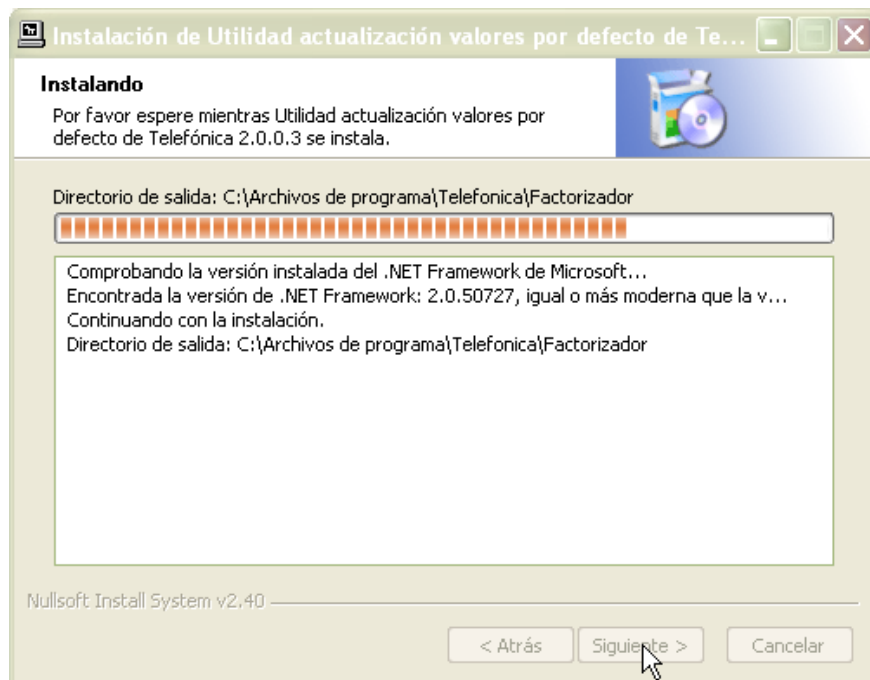 Instalación de Utilidad actualización valores por defecto de Te...
Instalando
Por favor espere mientras Utilidad actualización valores por
defecto de Telefónica 2.0.0.3 se instala.
Directorio de salida: C:\Archivos de programa\Telefonica\Factorizador
Comprobando la versión instalada del .NET Framework de Microsoft...
Encontrada la versión de .NET Framework: 2.0.50727, igual o más moderna que la v...
Continuando con la instalación.
Directorio de salida: C:\Archivos de programa\Telefonica\Factorizador
Nullsoft Install System v2.40
< Atrás
Siguiente >
Cancelar